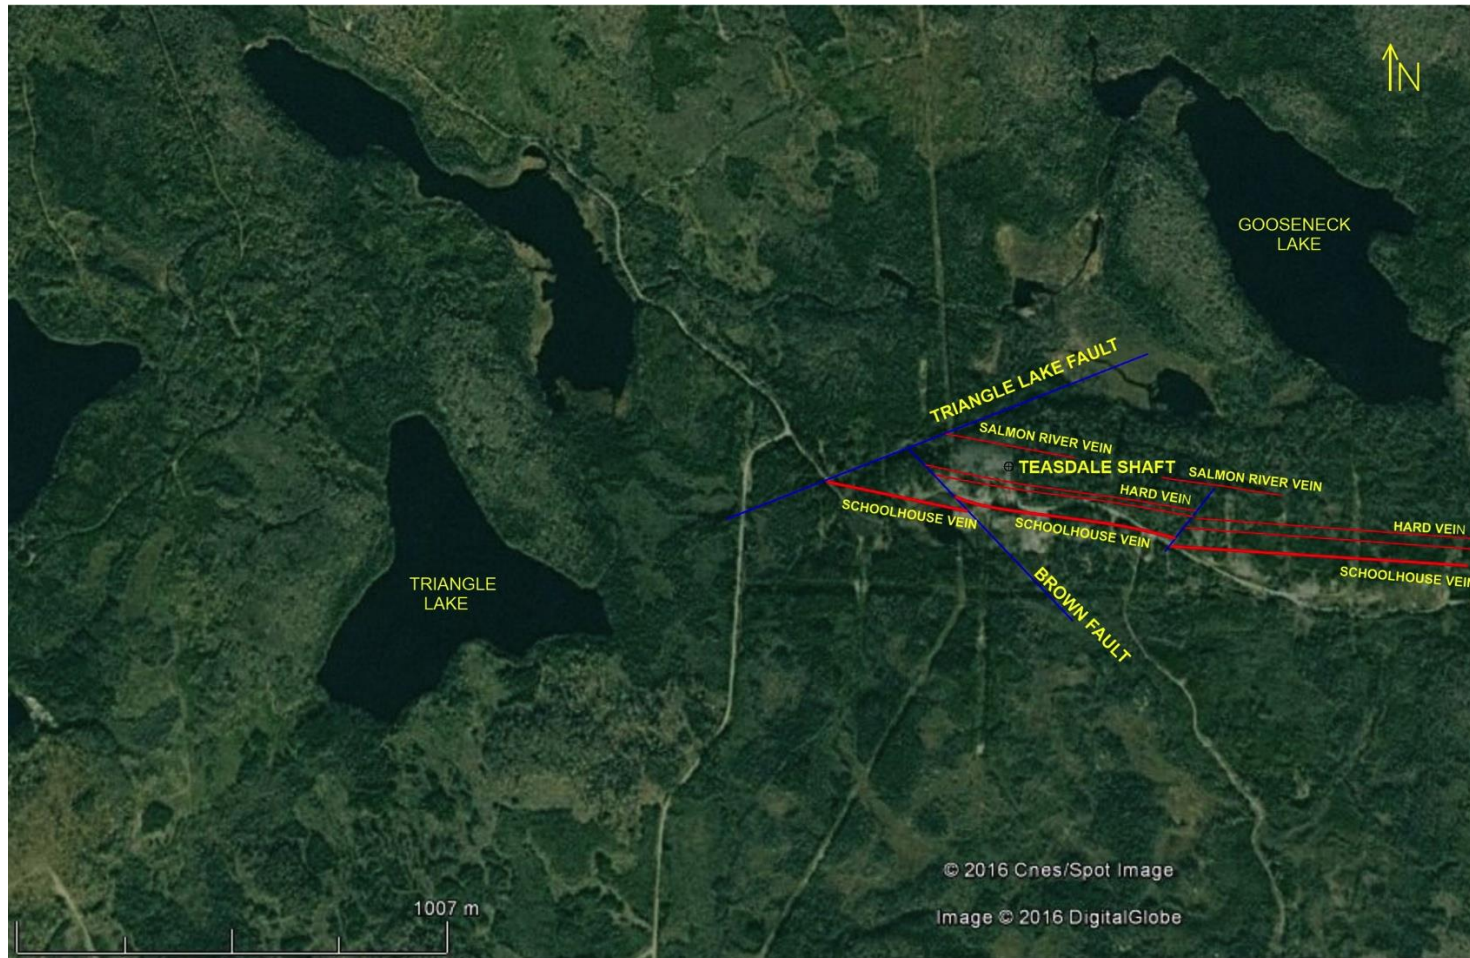 N
GOOSENECK
LAKE
TRIANGLE LAKE FAULT
SALMON RIVER VEIN
TEASDALE SHAFT
SALMON RIVER VEIN
HARD VEIN
SCHOOLHOUSE VEIN
SCHOOLHOUSE VEIN
HARD VEIN
SCHOOLHOUSE VEIN
TRIANGLE
LAKE
BROWN FAULT
© 2016 Cnes/Spot Image
1007 m
Image © 2016 DigitalGlobe